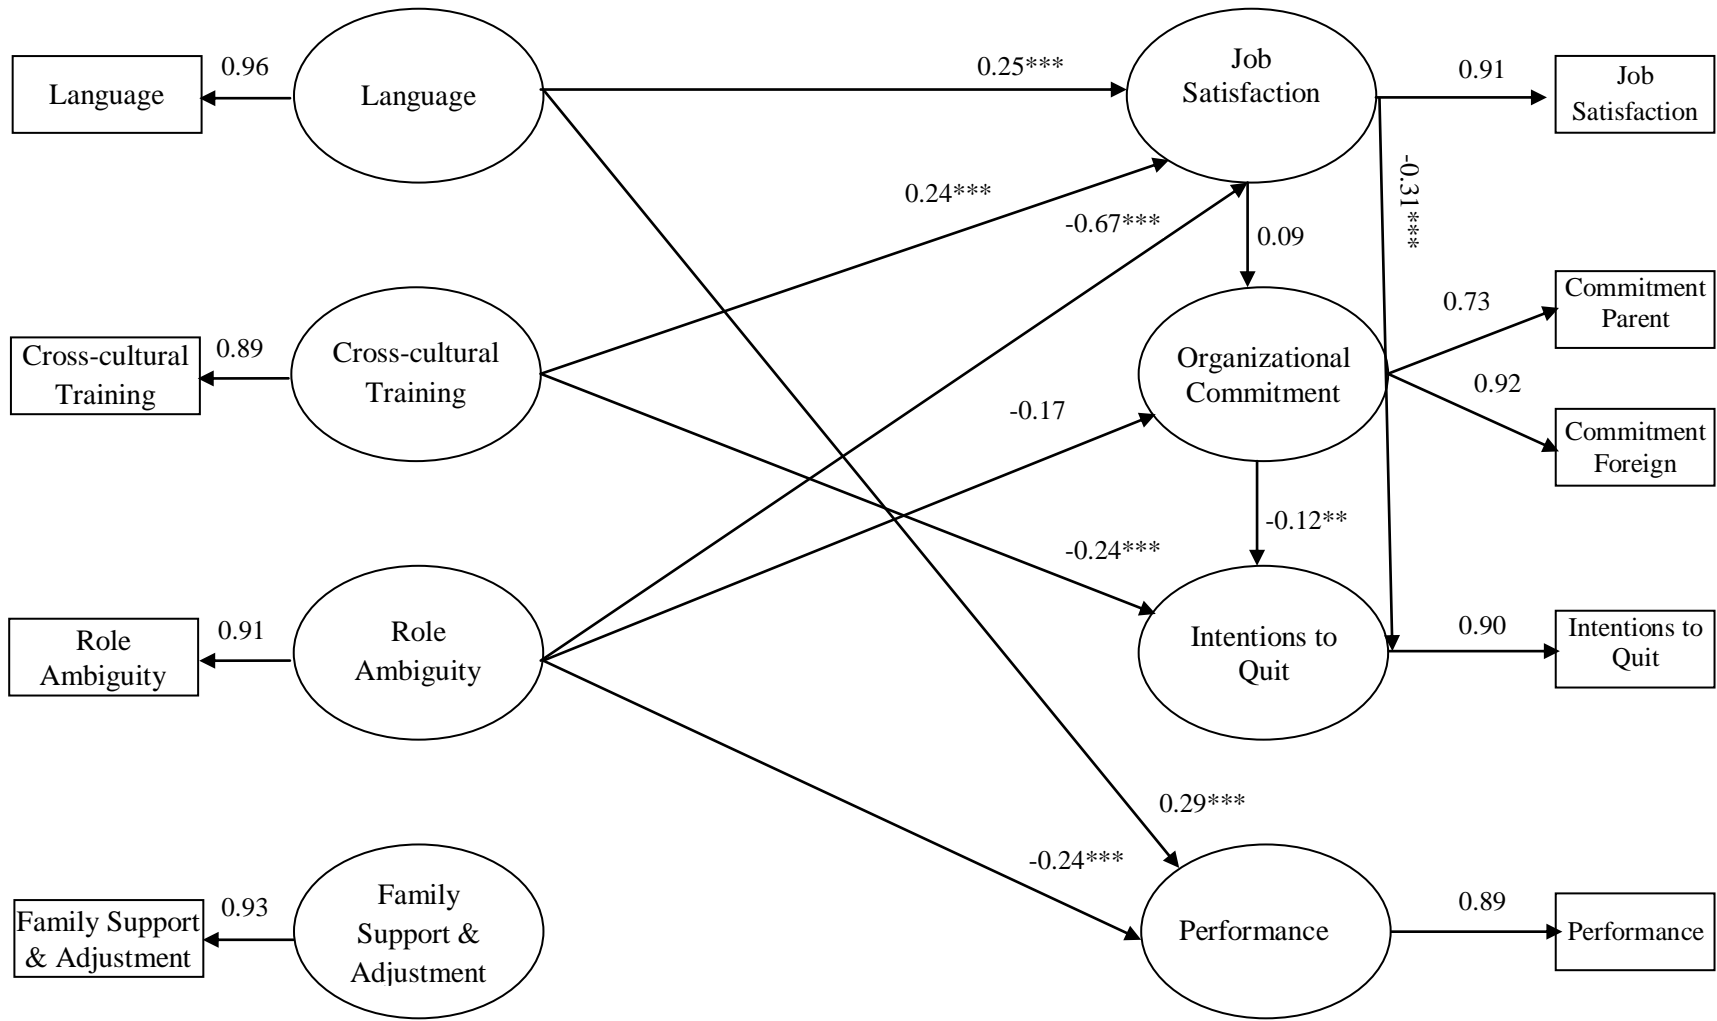 Language
0.96
Language
0.25***
Job
Satisfaction
0.91
Job
Satisfaction
0.24***
-0.67***
0.09
-0.31***
Cross-cultural
Training
0.89
Cross-cultural
Training
-0.17
Organizational
Commitment
0.73
Commitment
Parent
0.92
Commitment
Foreign
-0.12**
-0.24***
Role
Ambiguity
0.91
Role
Ambiguity
Intentions to
Quit
0.90
Intentions to
Quit
0.29***
-0.24***
Family Support
& Adjustment
0.93
Family
Support &
Adjustment
Performance
0.89
Performance